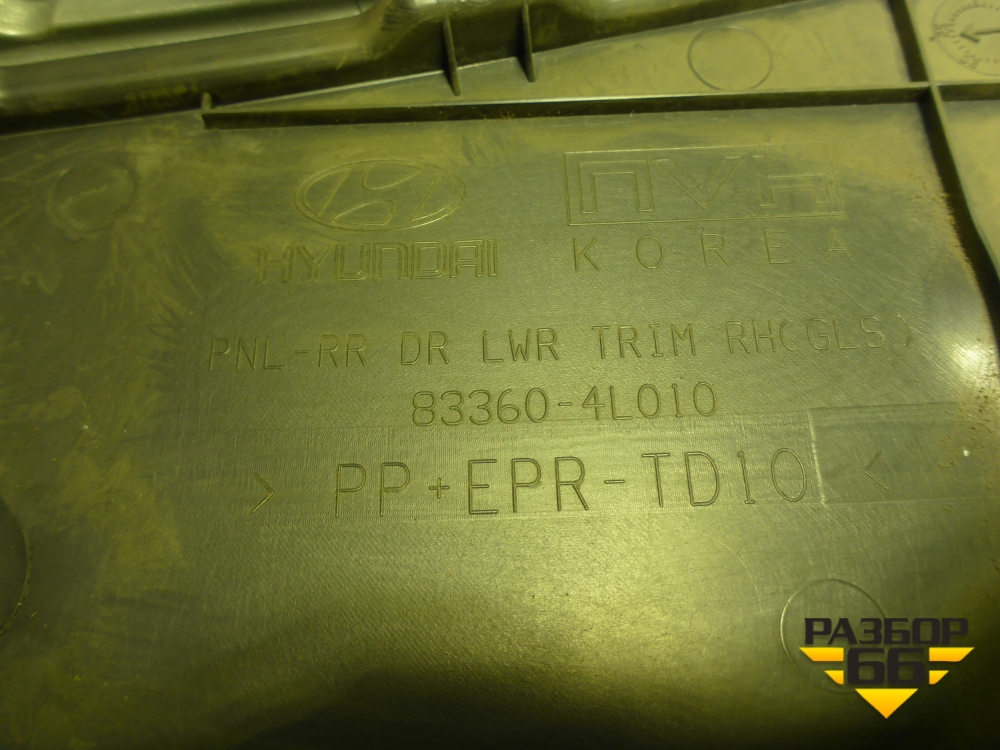 HYUNDAI
NVH
KOREA
PNL-RR DR LWR TRIM RH(GLS)
83360-4L010
> PP+EPR-TD10 <
РАЗБОР
66